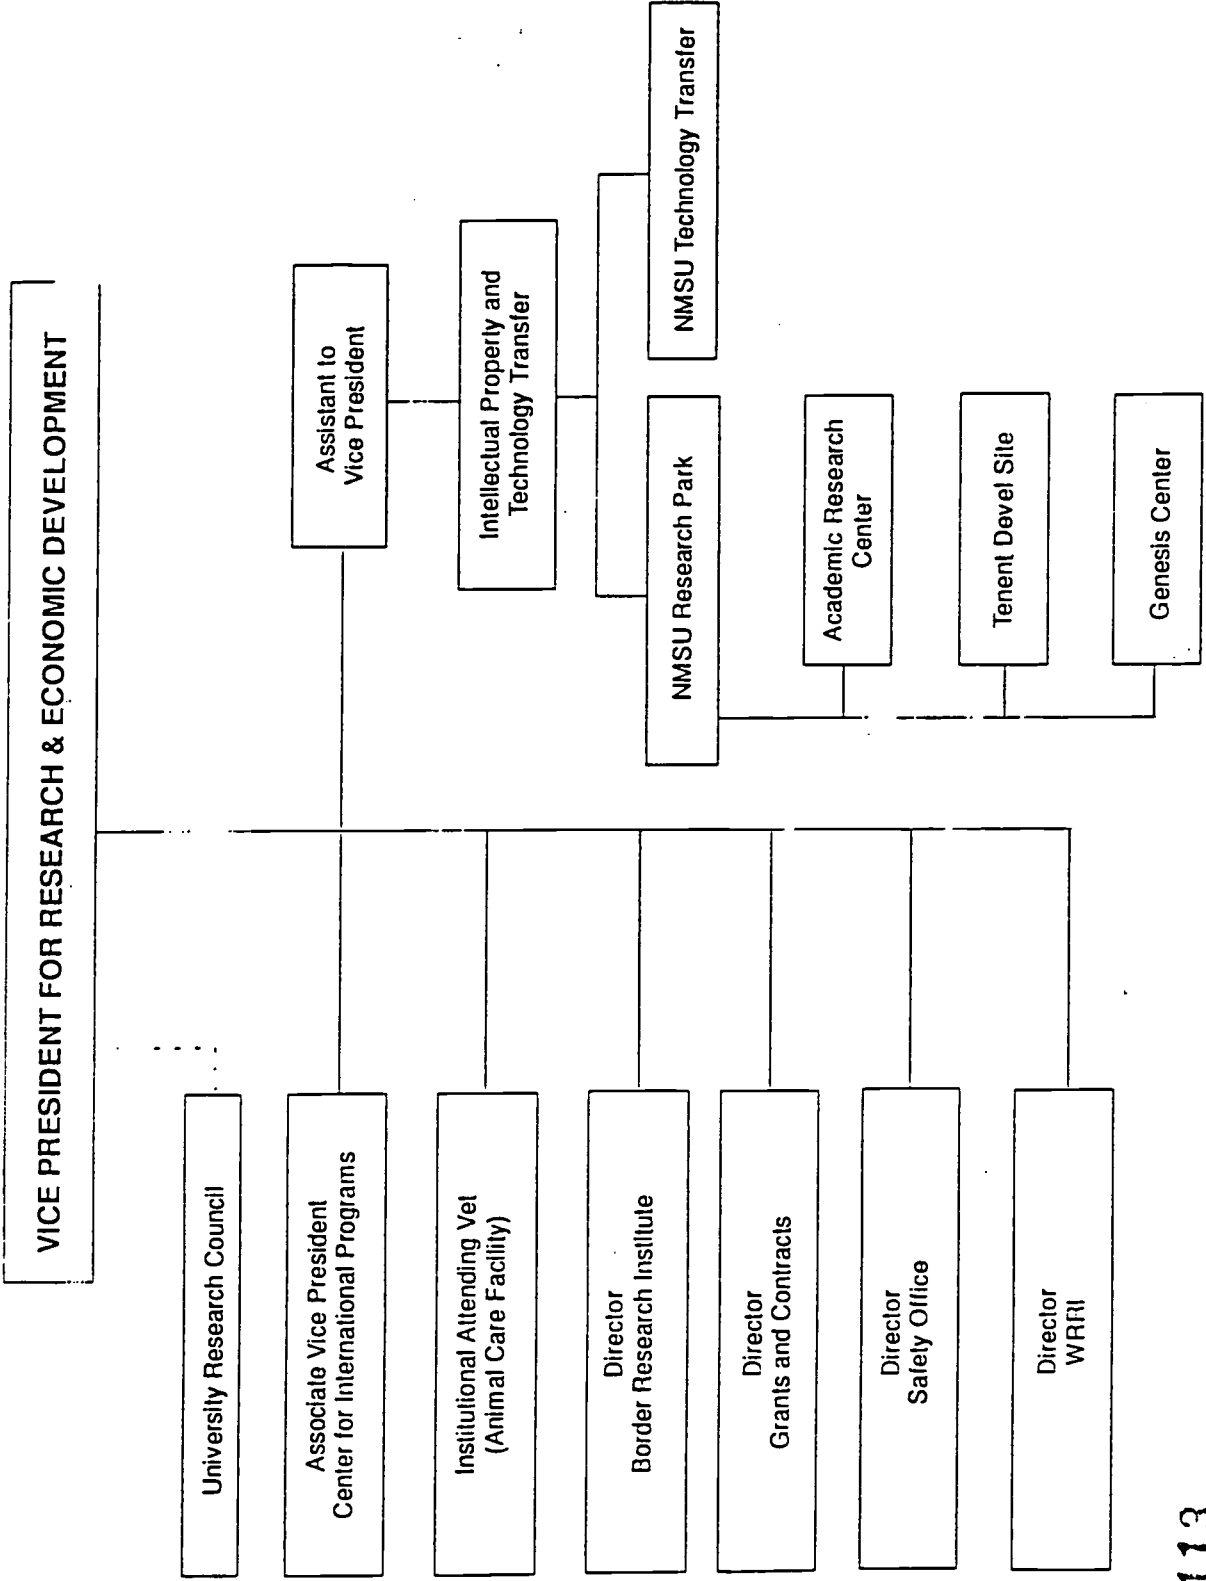 VICE PRESIDENT FOR RESEARCH & ECONOMIC DEVELOPMENT
University Research Council
Associate Vice President
Center for International Programs
Assistant to
Vice President
Institutional Attending Vet
(Animal Care Facility)
Intellectual Property and
Technology Transfer
Director
Border Research Institute
NMSU Research Park
NMSU Technology Transfer
Director
Grants and Contracts
Academic Research
Center
Director
Safety Office
Tenent Devel Site
Director
WRRI
Genesis Center
113